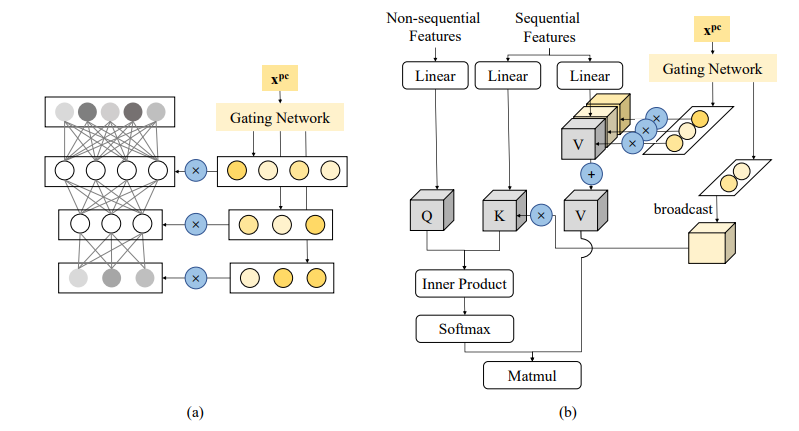 x^pc
Gating Network
×
×
×
(a)
Non-sequential
Features
Sequential
Features
x^pc
Gating Network
Linear
Linear
Linear
×
×
×
V
+
Q
K
×
V
broadcast
Inner Product
Softmax
Matmul
(b)